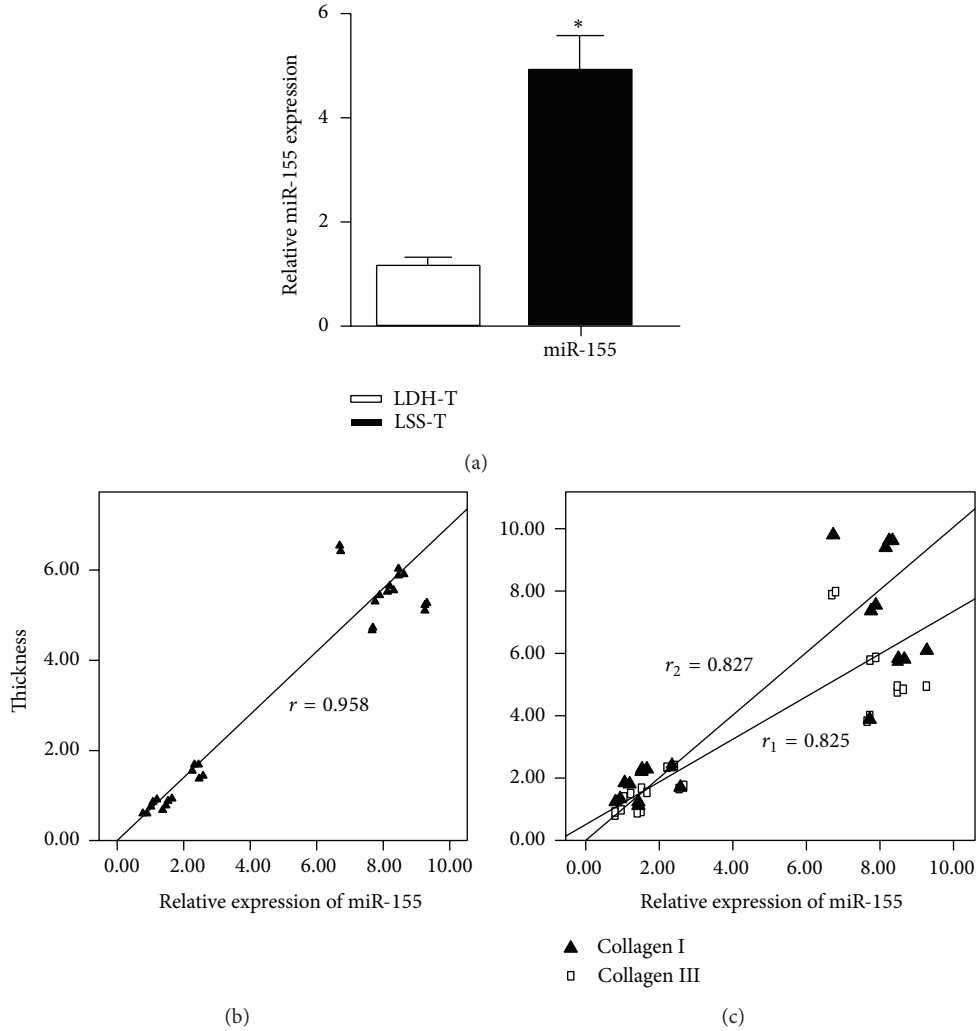 6
4
2
0
Relative miR-155 expression
*
miR-155
LDH-T
LSS-T
(a)
6.00
4.00
2.00
0.00
Thickness
r = 0.958
0.00 2.00 4.00 6.00 8.00 10.00
Relative expression of miR-155
(b)
10.00
8.00
6.00
4.00
2.00
0.00
r₂ = 0.827
r₁ = 0.825
0.00 2.00 4.00 6.00 8.00 10.00
Relative expression of miR-155
Collagen I
Collagen III
(c)